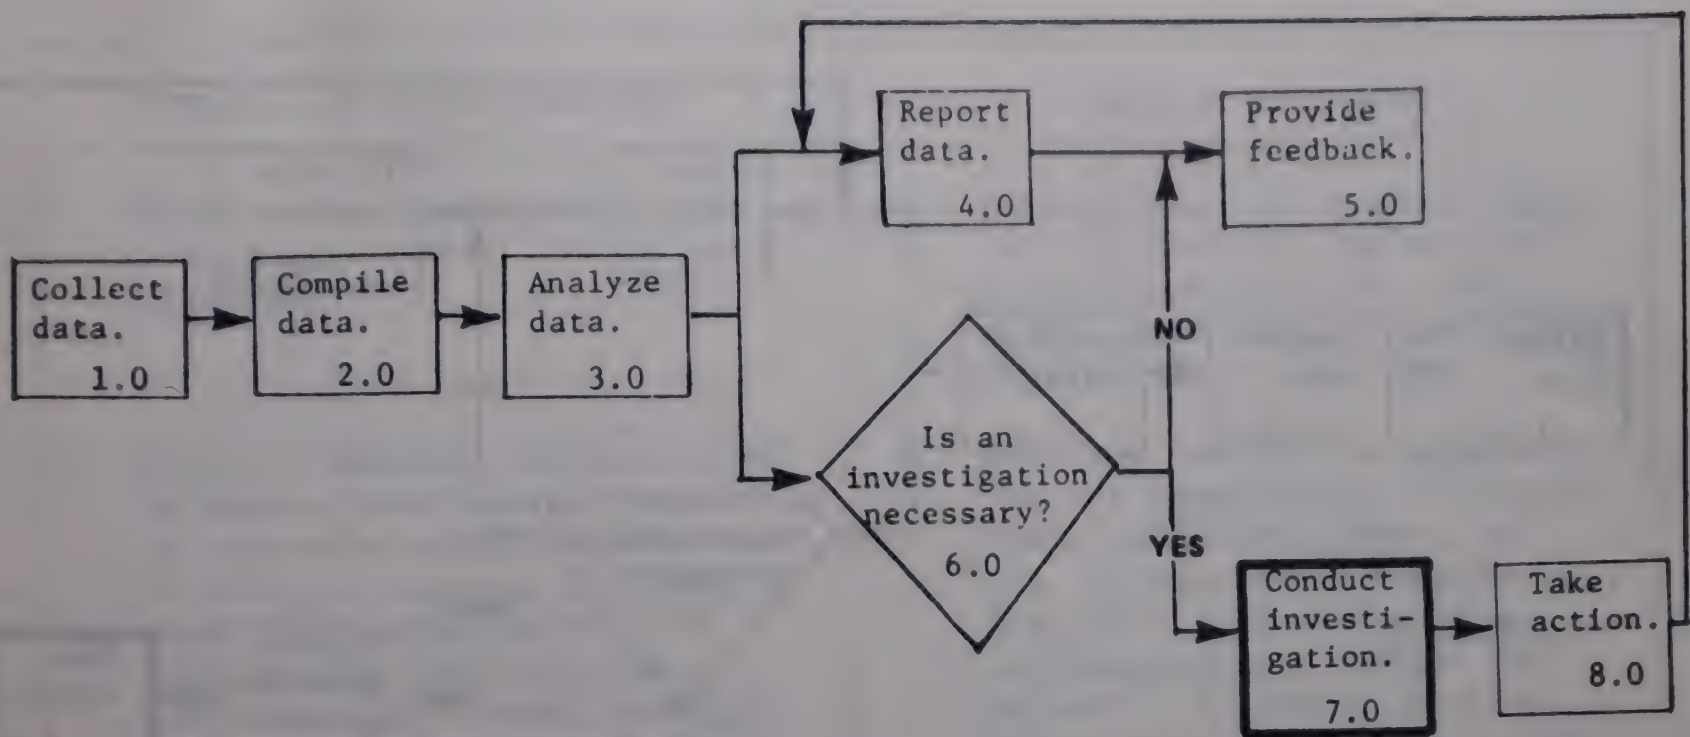 Collect
data.
1.0
Compile
data.
2.0
Analyze
data.
3.0
Report
data.
4.0
Provide
feedback.
5.0
Is an
investigation
necessary?
6.0
NO
YES
Conduct
investi-
gation.
7.0
Take
action.
8.0